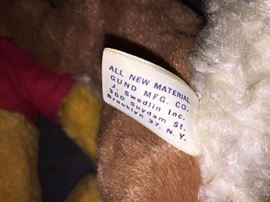 ALL NEW MATERIAL
GUND MFG. CO.
J. Swedlin Inc.
360 Suydam St.
Brooklyn 37, N. Y.